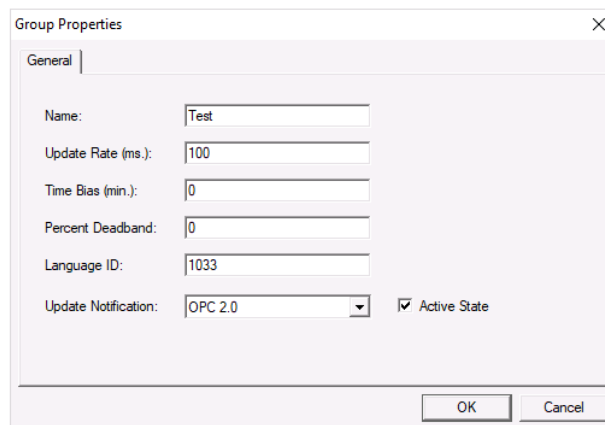 Group Properties
General
Name: Test
Update Rate (ms.): 100
Time Bias (min.): 0
Percent Deadband: 0
Language ID: 1033
Update Notification: OPC 2.0 Active State
OK Cancel